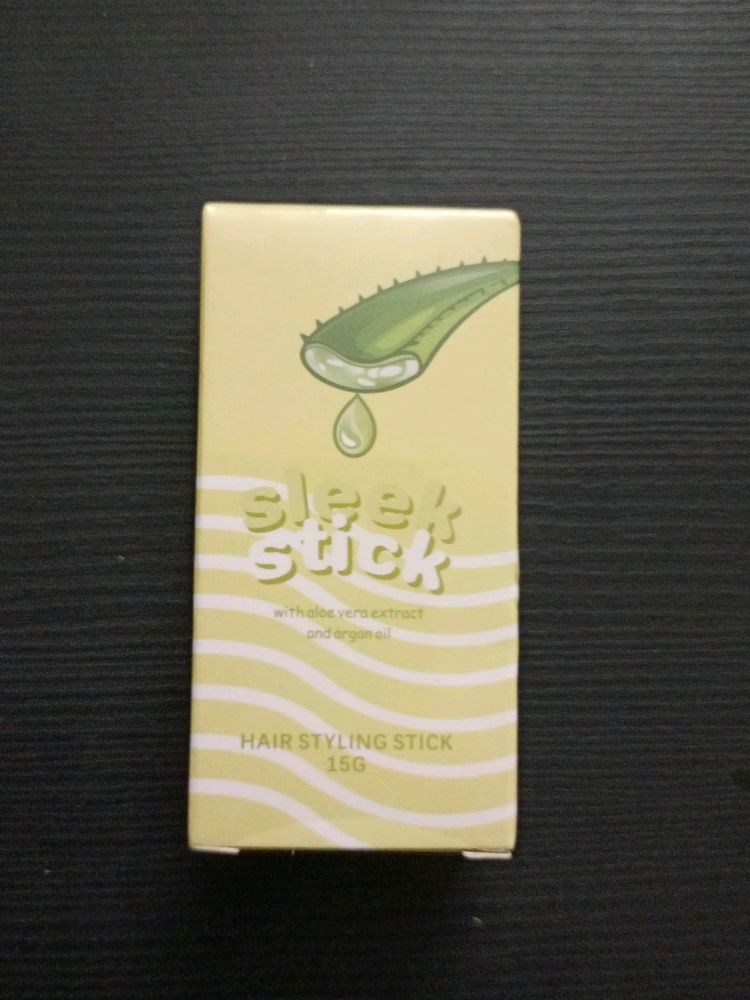 sleek
stick
with aloe vera extract
and argan oil
HAIR STYLING STICK
15G